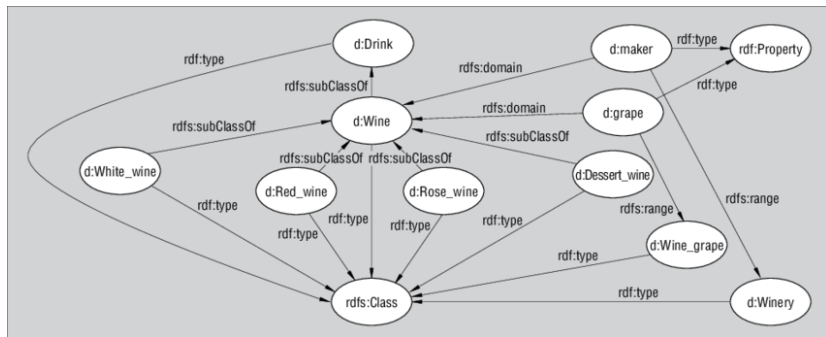 d:Drink
d:maker
rdf:type
rdf:Property
rdf:type
rdfs:domain
rdf:type
rdfs:subClassOf
rdfs:domain
d:grape
d:Wine
rdfs:subClassOf
rdfs:subClassOf
rdfs:subClassOf
rdfs:subClassOf
d:White_wine
d:Red_wine
d:Rose_wine
d:Dessert_wine
rdfs:range
rdfs:range
rdf:type
rdf:type
rdf:type
rdf:type
rdf:type
d:Wine_grape
rdf:type
rdfs:Class
rdf:type
d:Winery